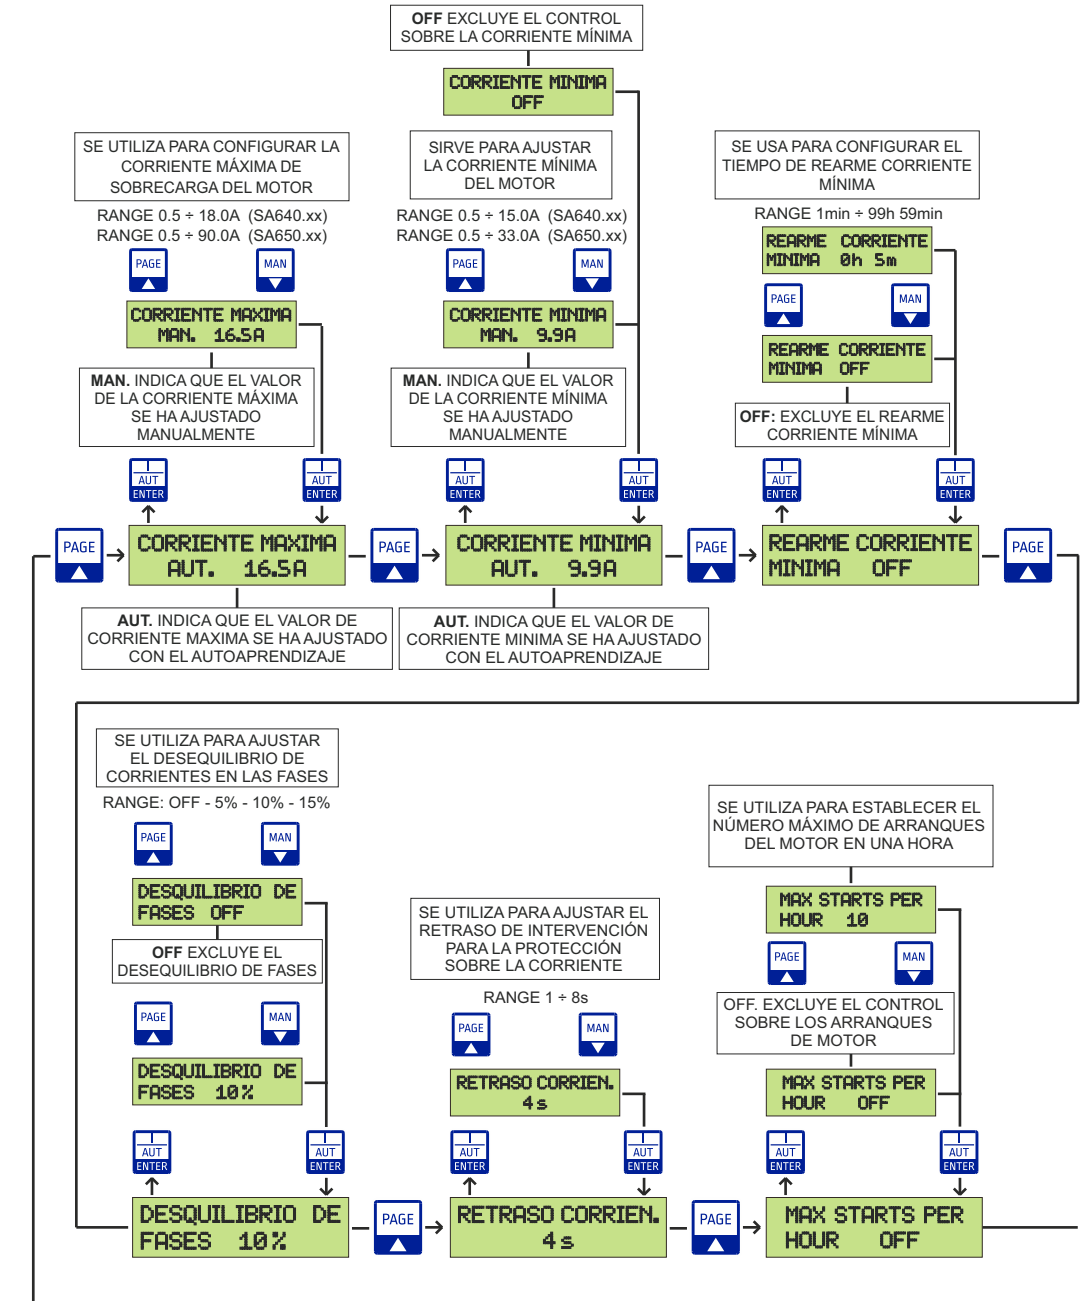 OFF EXCLUYE EL CONTROL
SOBRE LA CORRIENTE MÍNIMA
CORRIENTE MINIMA
OFF
SE UTILIZA PARA CONFIGURAR LA
CORRIENTE MÁXIMA DE
SOBRECARGA DEL MOTOR
RANGE 0.5 ÷ 18.0A (SA640.xx)
RANGE 0.5 ÷ 90.0A (SA650.xx)
PAGE
MAN
CORRIENTE MAXIMA
MAN. 16.5A
MAN. INDICA QUE EL VALOR
DE LA CORRIENTE MÁXIMA
SE HA AJUSTADO
MANUALMENTE
AUT
ENTER
AUT
ENTER
SIRVE PARA AJUSTAR
LA CORRIENTE MÍNIMA
DEL MOTOR
RANGE 0.5 ÷ 15.0A (SA640.xx)
RANGE 0.5 ÷ 33.0A (SA650.xx)
PAGE
MAN
CORRIENTE MINIMA
MAN. 9.9A
MAN. INDICA QUE EL VALOR
DE LA CORRIENTE MÍNIMA
SE HA AJUSTADO
MANUALMENTE
AUT
ENTER
AUT
ENTER
SE USA PARA CONFIGURAR EL
TIEMPO DE REARME CORRIENTE
MÍNIMA
RANGE 1min ÷ 99h 59min
REARME CORRIENTE
MINIMA 0h 5m
PAGE
MAN
REARME CORRIENTE
MINIMA OFF
OFF: EXCLUYE EL REARME
CORRIENTE MÍNIMA
AUT
ENTER
AUT
ENTER
PAGE
CORRIENTE MAXIMA
AUT. 16.5A
PAGE
CORRIENTE MINIMA
AUT. 9.9A
PAGE
REARME CORRIENTE
MINIMA OFF
PAGE
AUT. INDICA QUE EL VALOR DE
CORRIENTE MAXIMA SE HA AJUSTADO
CON EL AUTOAPRENDIZAJE
AUT. INDICA QUE EL VALOR DE
CORRIENTE MINIMA SE HA AJUSTADO
CON EL AUTOAPRENDIZAJE
SE UTILIZA PARA AJUSTAR
EL DESEQUILIBRIO DE
CORRIENTES EN LAS FASES
RANGE: OFF - 5% - 10% - 15%
PAGE
MAN
DESQUILIBRIO DE
FASES OFF
OFF EXCLUYE EL
DESEQUILIBRIO DE FASES
PAGE
MAN
DESQUILIBRIO DE
FASES 10%
AUT
ENTER
AUT
ENTER
SE UTILIZA PARA AJUSTAR EL
RETRASO DE INTERVENCIÓN
PARA LA PROTECCIÓN
SOBRE LA CORRIENTE
RANGE 1 ÷ 8s
PAGE
MAN
RETRASO CORRIEN.
4s
AUT
ENTER
AUT
ENTER
SE UTILIZA PARA ESTABLECER EL
NÚMERO MÁXIMO DE ARRANQUES
DEL MOTOR EN UNA HORA
MAX STARTS PER
HOUR 10
PAGE
MAN
OFF. EXCLUYE EL CONTROL
SOBRE LOS ARRANQUES
DE MOTOR
MAX STARTS PER
HOUR OFF
AUT
ENTER
AUT
ENTER
DESQUILIBRIO DE
FASES 10%
PAGE
RETRASO CORRIEN.
4s
PAGE
MAX STARTS PER
HOUR OFF